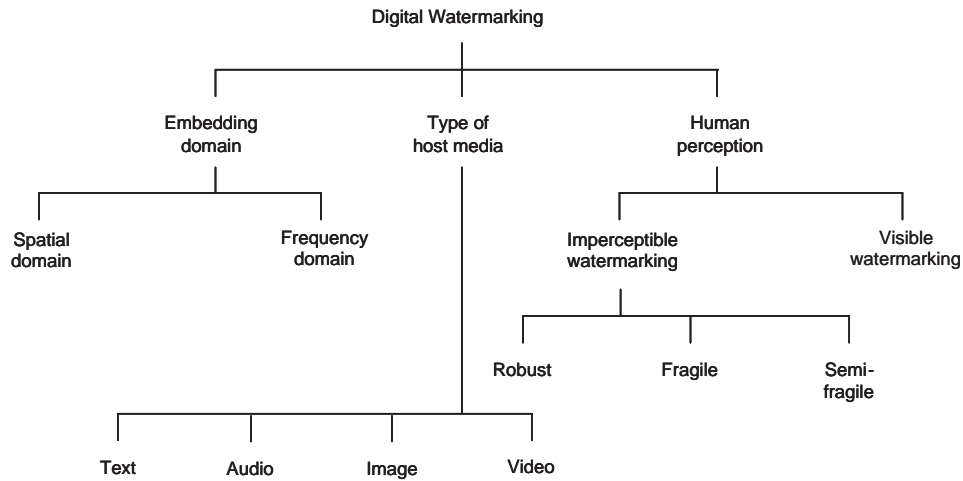 Digital Watermarking
Embedding
domain
Type of
host media
Human
perception
Spatial
domain
Frequency
domain
Imperceptible
watermarking
Visible
watermarking
Robust
Fragile
Semi-
fragile
Text
Audio
Image
Video